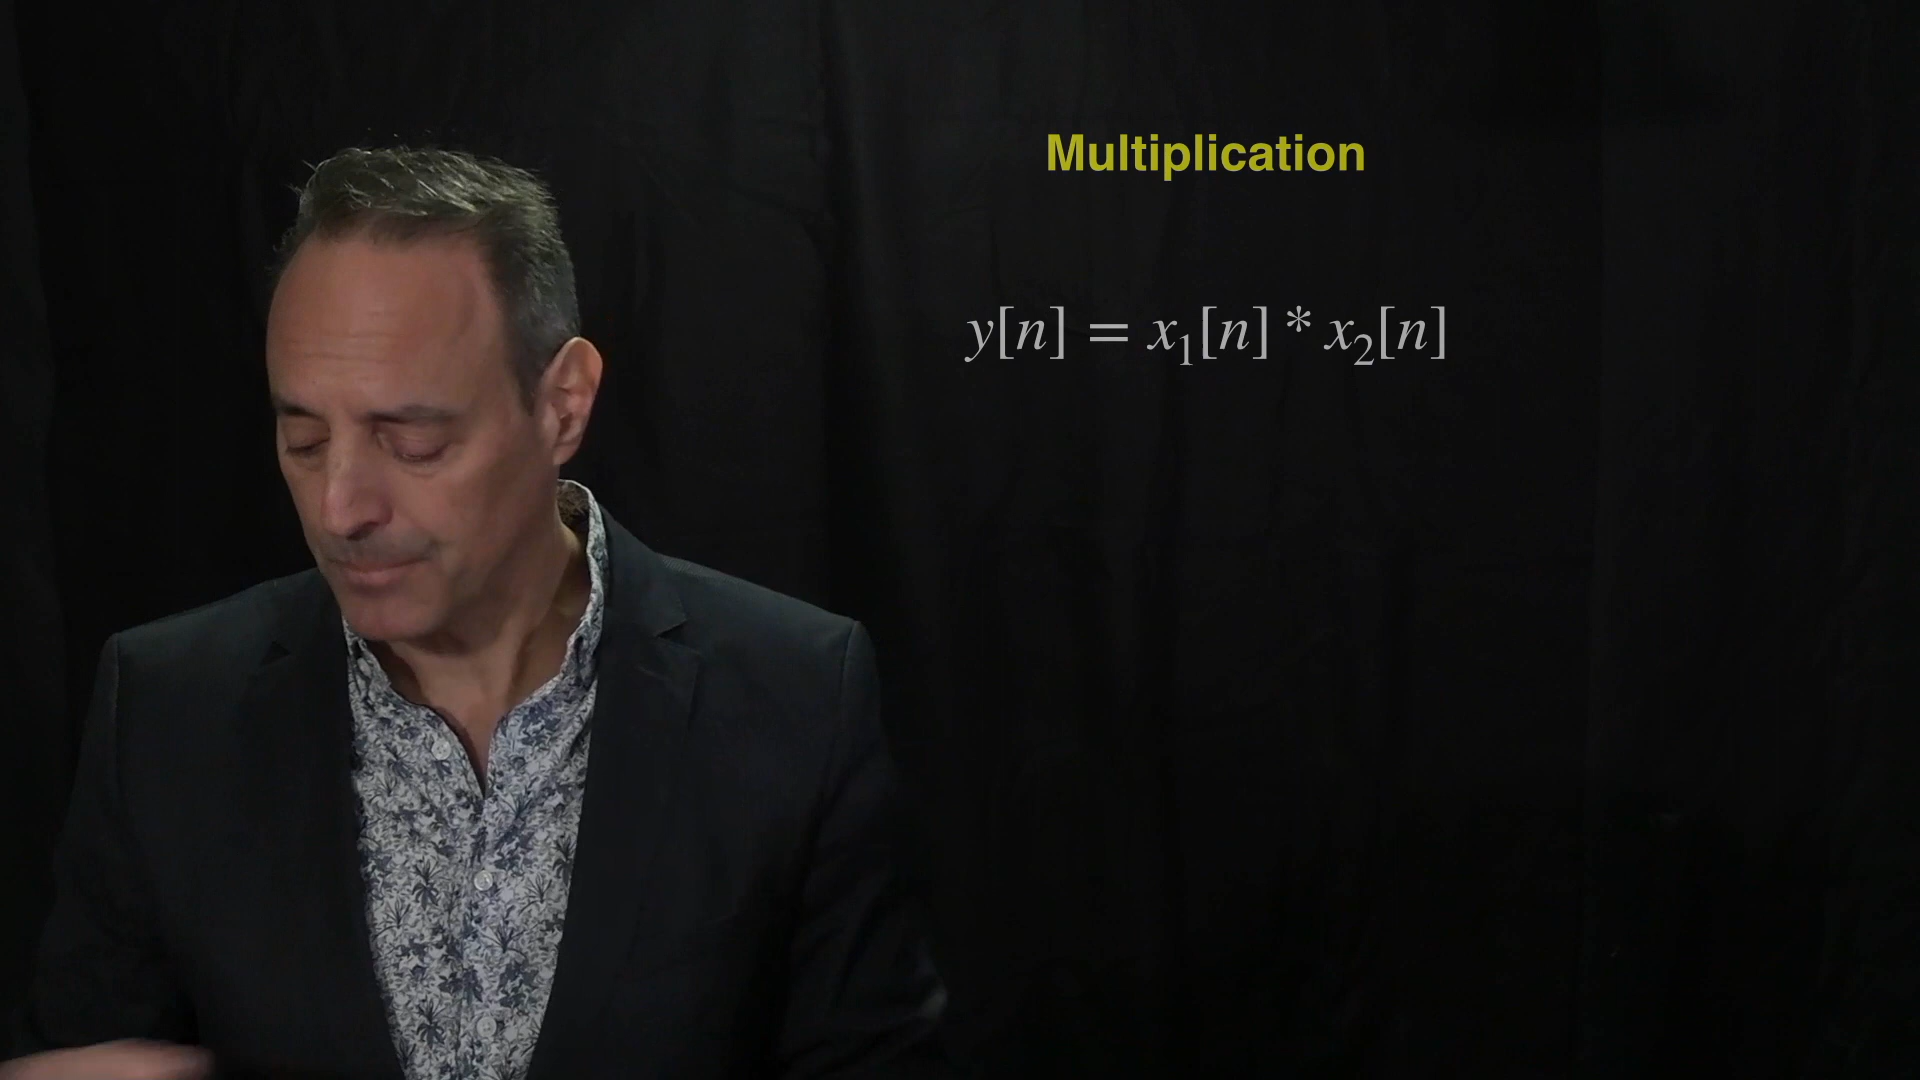 Multiplication
y[n] = x₁[n] * x₂[n]